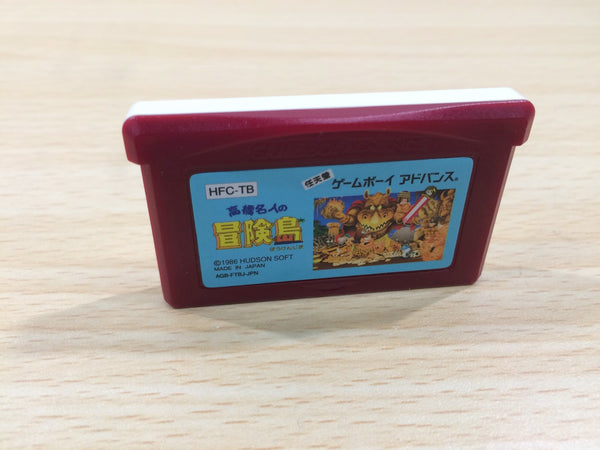 HFC-TB
任天堂
ゲームボーイ アドバンス
高橋名人の
冒険島
ぼうけんじま
©1986 HUDSON SOFT
MADE IN JAPAN
AGB-FTBJ-JPN